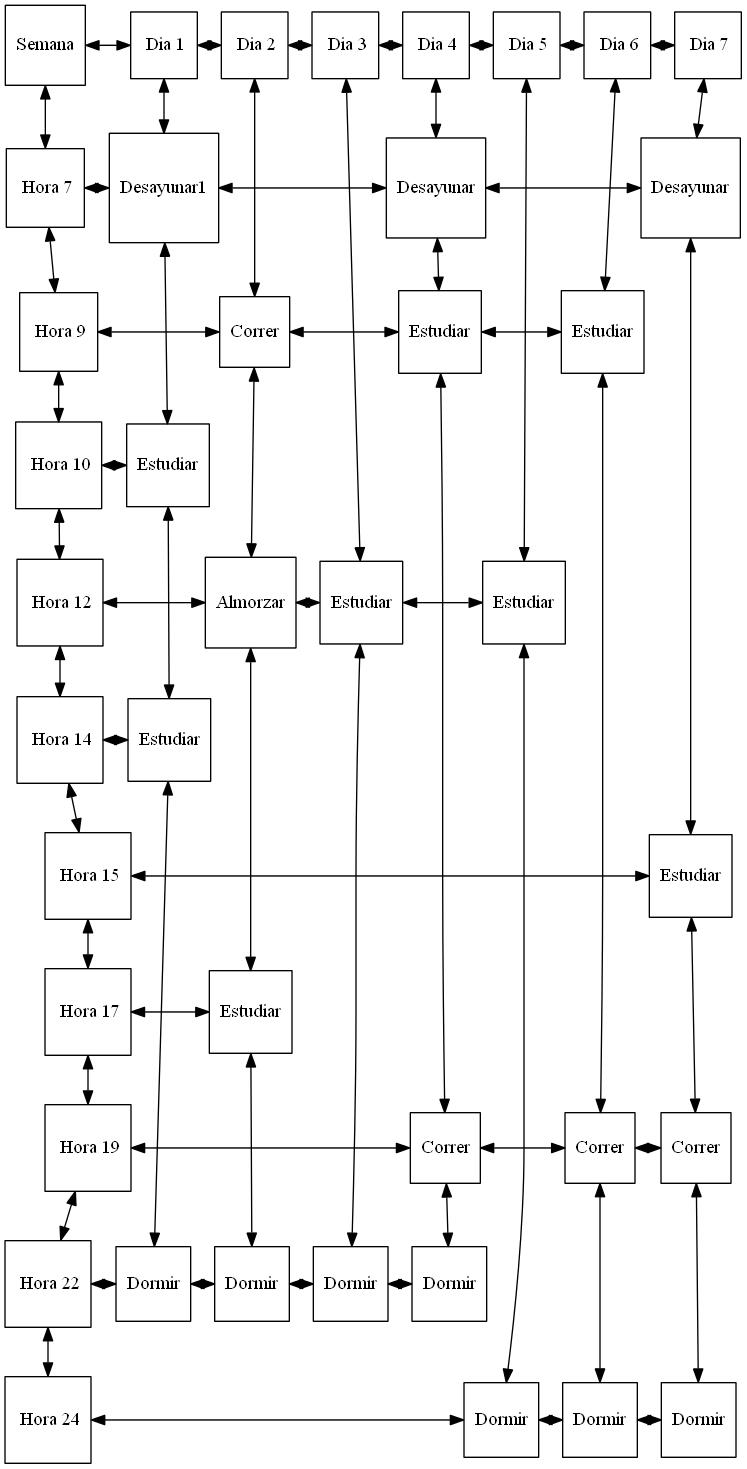 Semana
Dia 1
Dia 2
Dia 3
Dia 4
Dia 5
Dia 6
Dia 7
Hora 7
Desayunar1
Desayunar
Desayunar
Hora 9
Correr
Estudiar
Estudiar
Hora 10
Estudiar
Hora 12
Almorzar
Estudiar
Estudiar
Hora 14
Estudiar
Hora 15
Estudiar
Hora 17
Estudiar
Hora 19
Correr
Correr
Correr
Hora 22
Dormir
Dormir
Dormir
Dormir
Hora 24
Dormir
Dormir
Dormir